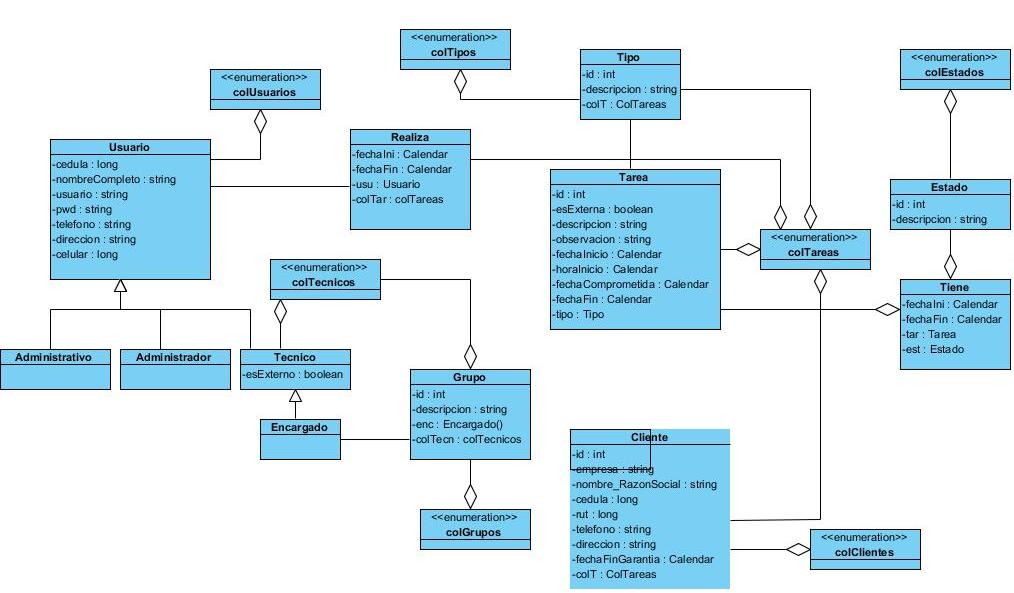 <<enumeration>>
colTipos
Tipo
-id : int
-descripcion : string
-colT : ColTareas
<<enumeration>>
colEstados
<<enumeration>>
colUsuarios
Usuario
-cedula : long
-nombreCompleto : string
-usuario : string
-pwd : string
-telefono : string
-direccion : string
-celular : long
Realiza
-fechaIni : Calendar
-fechaFin : Calendar
-usu : Usuario
-colTar : colTareas
Tarea
-id : int
-esExterna : boolean
-descripcion : string
-observacion : string
-fechaInicio : Calendar
-horaInicio : Calendar
-fechaComprometida : Calendar
-fechaFin : Calendar
-tipo : Tipo
Estado
-id : int
-descripcion : string
<<enumeration>>
colTareas
<<enumeration>>
colTecnicos
Tiene
-fechaIni : Calendar
-fechaFin : Calendar
-tar : Tarea
-est : Estado
Administrativo
Administrador
Tecnico
-esExterno : boolean
Grupo
-id : int
-descripcion : string
-enc : Encargado()
-colTecn : colTecnicos
Encargado
Cliente
-id : int
-empresa : string
-nombre_RazonSocial : string
-cedula : long
-rut : long
-telefono : string
-direccion : string
-fechaFinGarantia : Calendar
-colT : ColTareas
<<enumeration>>
colGrupos
<<enumeration>>
colClientes